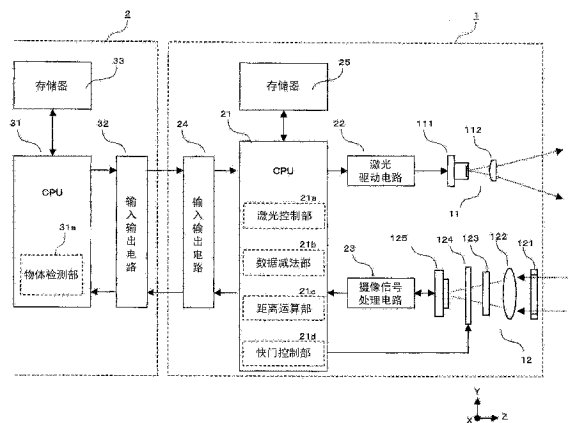 2
1
存储器
33
存储器
25
31
32
24
21
22
111
112
CPU
输入输出电路
输入输出电路
CPU
激光
驱动电路
11
21a
激光控制部
31a
物体检测部
21b
数据减法部
23
摄像信号
处理电路
125
124
123
122
121
21c
距离运算部
21d
快门控制部
12
Y
X
Z